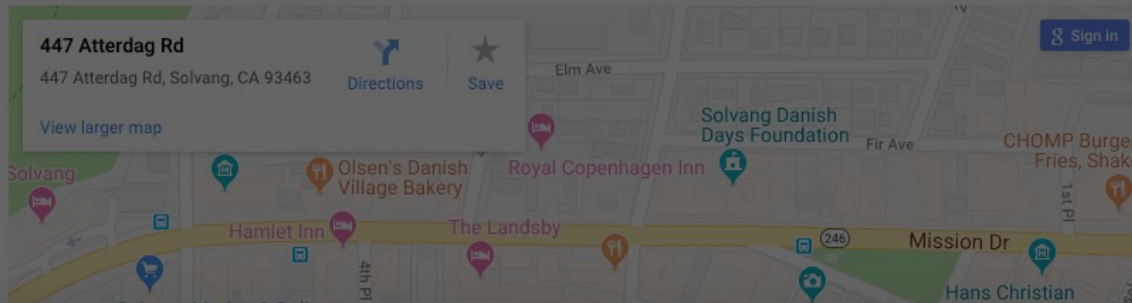 447 Atterdag Rd
447 Atterdag Rd, Solvang, CA 93463
Directions
Save
View larger map
Sign in
Elm Ave
Solvang Danish
Days Foundation
Fir Ave
CHOMP Burge
Fries, Shak
Solvang
Olsen's Danish
Village Bakery
Royal Copenhagen Inn
1st Pl
Hamlet Inn
The Landsby
246
Mission Dr
4th Pl
Hans Christian